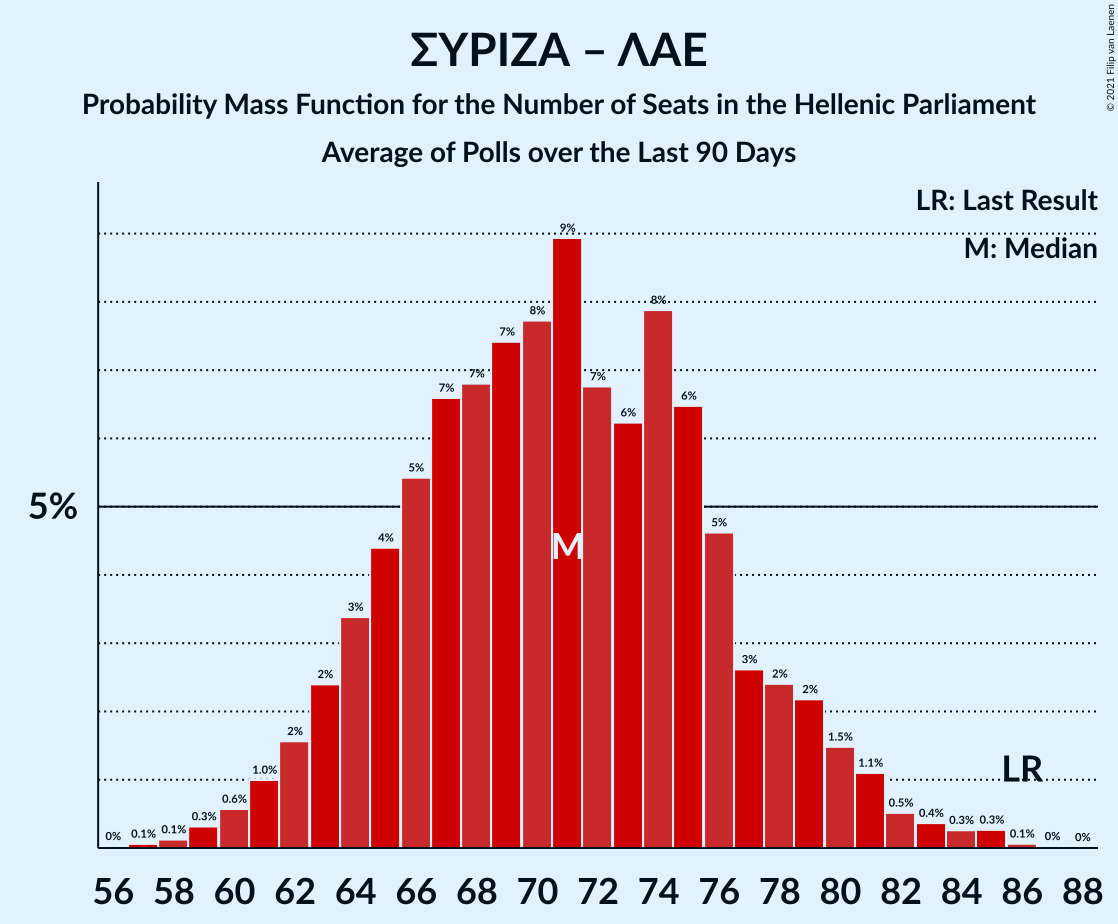 ΣΥΡΙΖΑ – ΛΑΕ
Probability Mass Function for the Number of Seats in the Hellenic Parliament
Average of Polls over the Last 90 Days
© 2021 Filip van Laenen
LR: Last Result
M: Median
5%
0% 0.1% 0.1% 0.3% 0.6% 1.0% 2% 2% 3% 4% 5% 7% 7% 7% 8% 9% 7% 6% 8% 6% 5% 3% 2% 2% 1.5% 1.1% 0.5% 0.4% 0.3% 0.3% 0.1% 0% 0%
M
LR
56 58 60 62 64 66 68 70 72 74 76 78 80 82 84 86 88